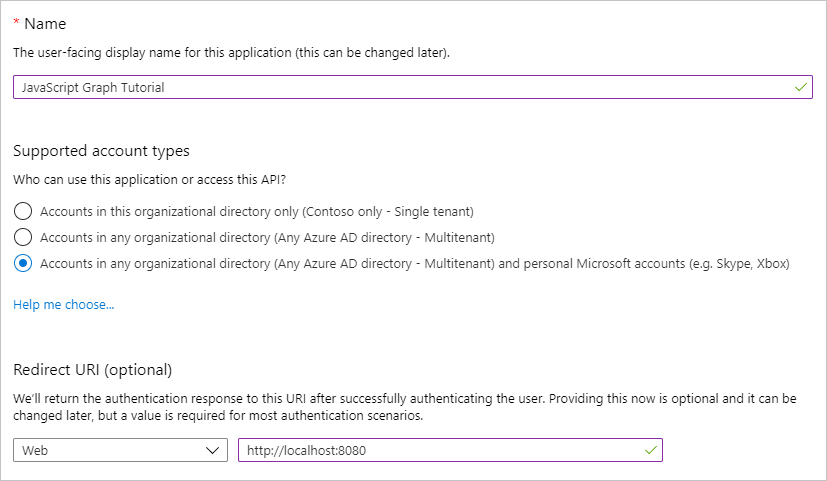 * Name
The user-facing display name for this application (this can be changed later).
JavaScript Graph Tutorial
Supported account types
Who can use this application or access this API?
Accounts in this organizational directory only (Contoso only - Single tenant)
Accounts in any organizational directory (Any Azure AD directory - Multitenant)
Accounts in any organizational directory (Any Azure AD directory - Multitenant) and personal Microsoft accounts (e.g. Skype, Xbox)
Help me choose...
Redirect URI (optional)
We'll return the authentication response to this URI after successfully authenticating the user. Providing this now is optional and it can be
changed later, but a value is required for most authentication scenarios.
Web http://localhost:8080